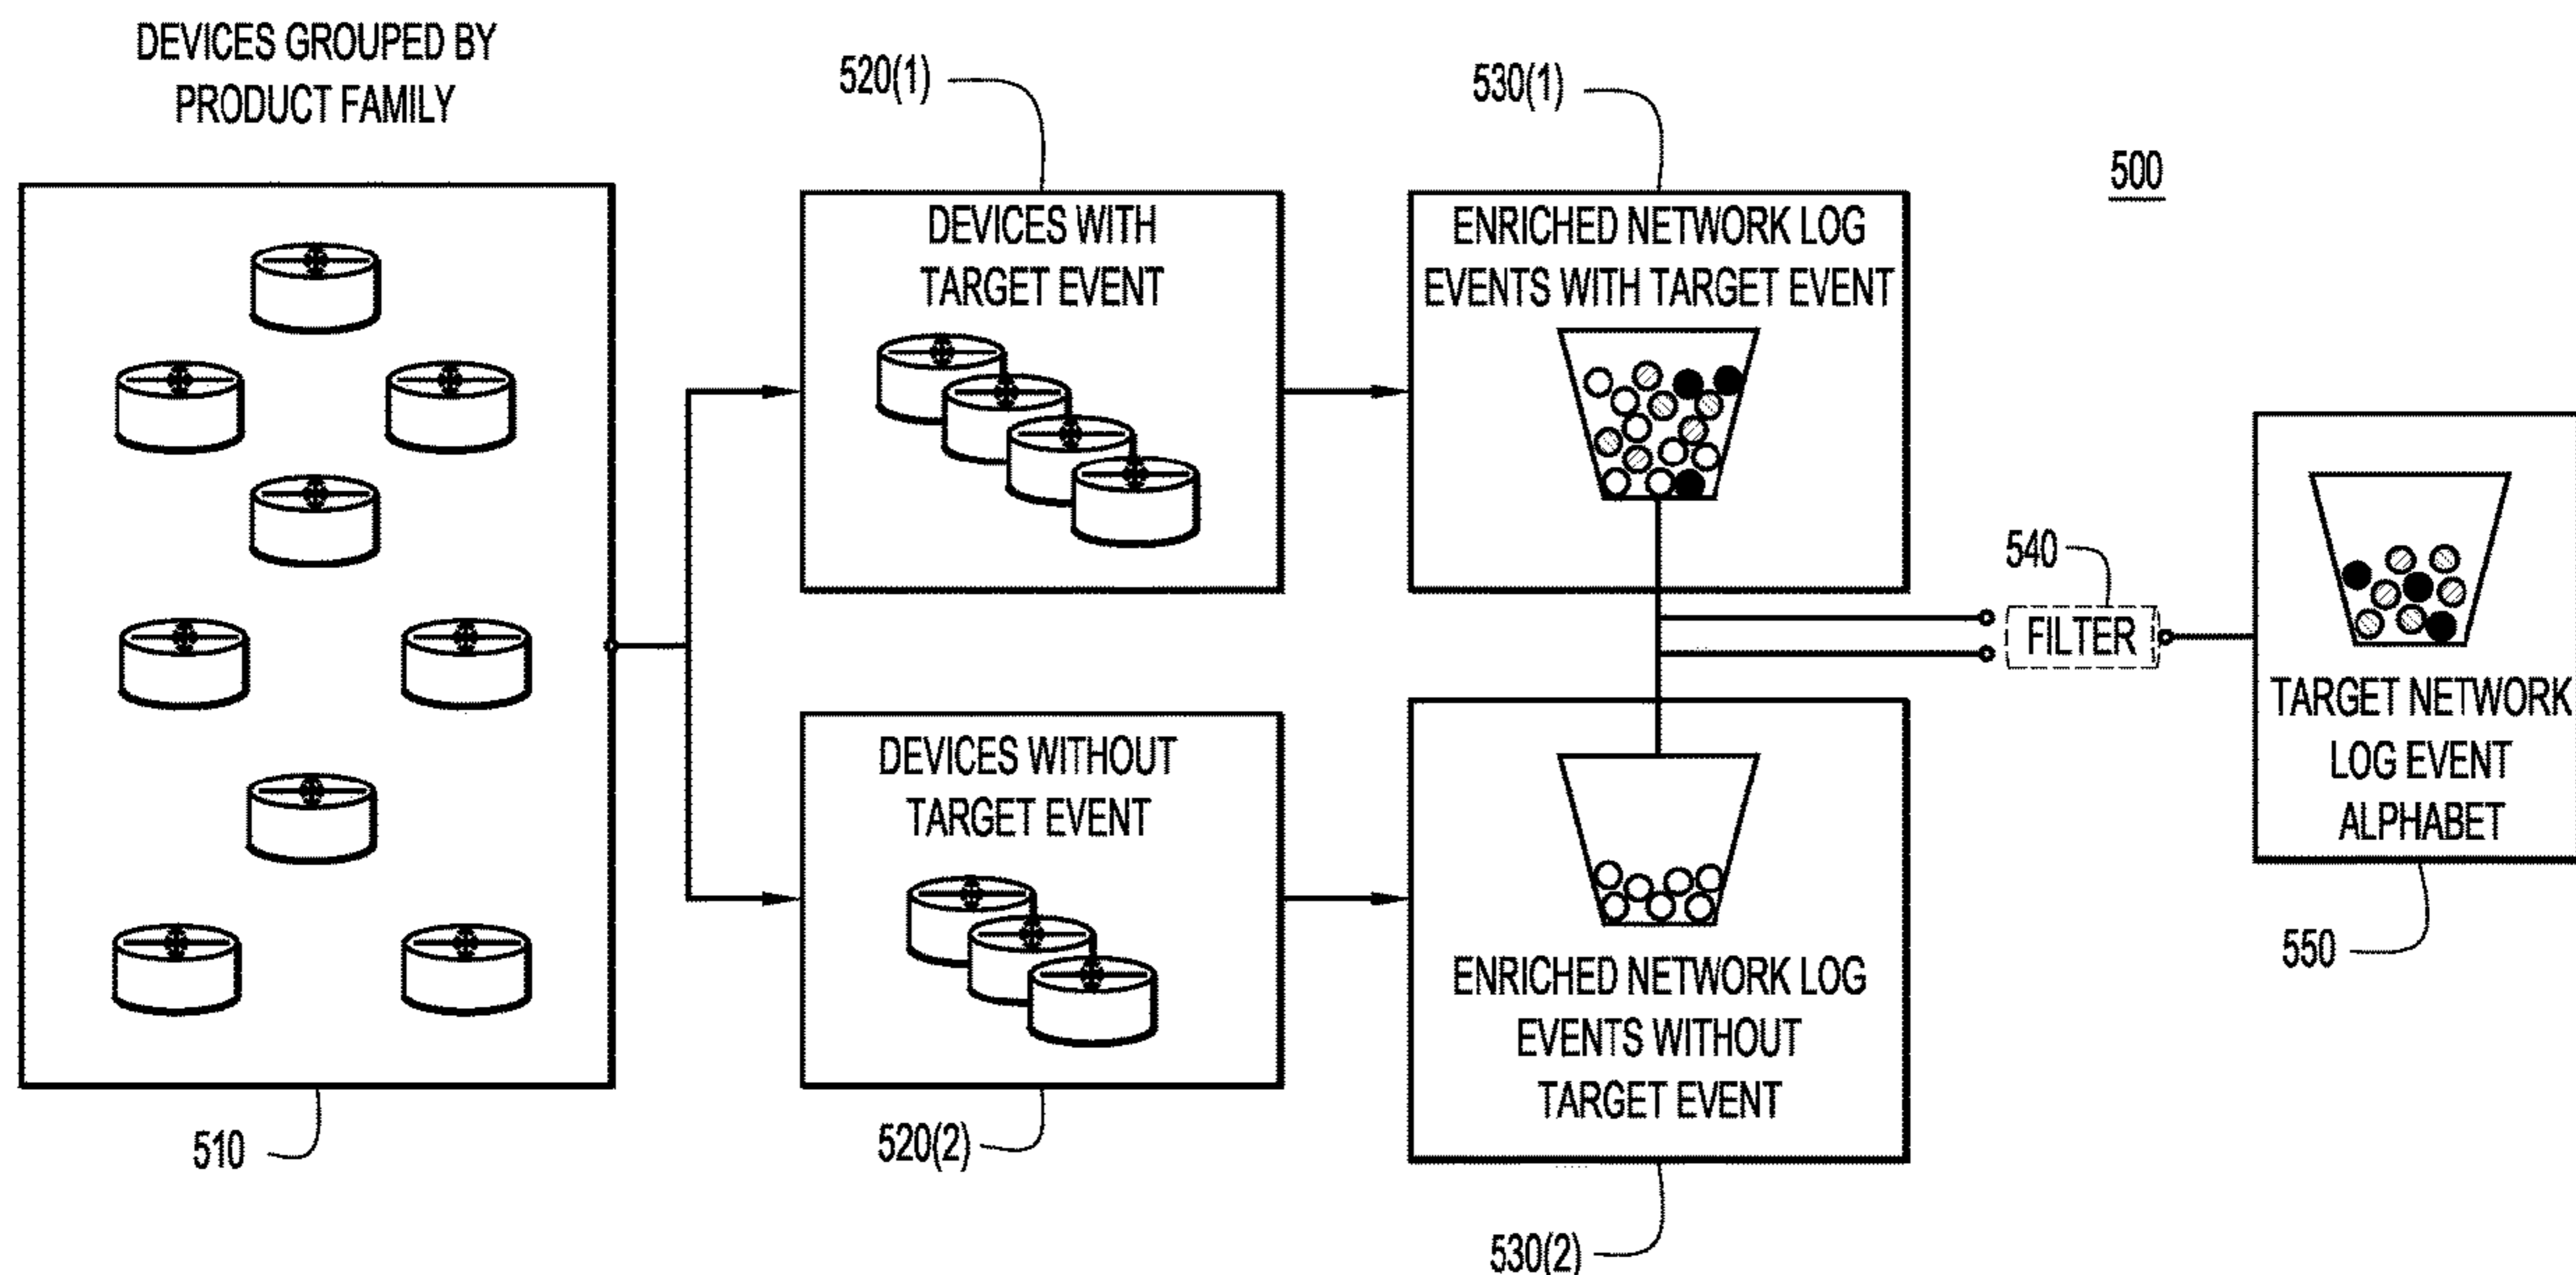 DEVICES GROUPED BY
PRODUCT FAMILY
520(1)
530(1)
500
DEVICES WITH
TARGET EVENT
ENRICHED NETWORK LOG
EVENTS WITH TARGET EVENT
540
FILTER
TARGET NETWORK
LOG EVENT
ALPHABET
550
DEVICES WITHOUT
TARGET EVENT
ENRICHED NETWORK LOG
EVENTS WITHOUT
TARGET EVENT
510
520(2)
530(2)